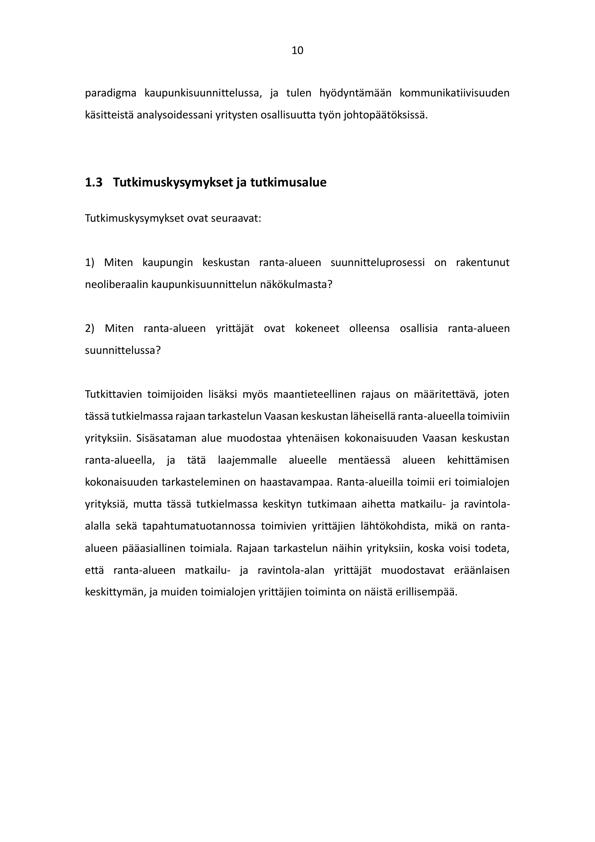 10
paradigma kaupunkisuunnittelussa, ja tulen hyödyntämään kommunikatiivisuuden
käsitteistä analysoidessani yritysten osallisuutta työn johtopäätöksissä.
1.3 Tutkimuskysymykset ja tutkimusalue
Tutkimuskysymykset ovat seuraavat:
1) Miten kaupungin keskustan ranta-alueen suunnitteluprosessi on rakentunut
neoliberaalin kaupunkisuunnittelun näkökulmasta?
2) Miten ranta-alueen yrittäjät ovat kokeneet olleensa osallisia ranta-alueen
suunnittelussa?
Tutkittavien toimijoiden lisäksi myös maantieteellinen rajaus on määritettävä, joten
tässä tutkielmassa rajaan tarkastelun Vaasan keskustan läheisellä ranta-alueella toimiviin
yrityksiin. Sisäsataman alue muodostaa yhtenäisen kokonaisuuden Vaasan keskustan
ranta-alueella, ja tätä laajemmalle alueelle mentäessä alueen kehittämisen
kokonaisuuden tarkasteleminen on haastavampaa. Ranta-alueilla toimii eri toimialojen
yrityksiä, mutta tässä tutkielmassa keskityn tutkimaan aihetta matkailu- ja ravintola-
alalla sekä tapahtumatuotannossa toimivien yrittäjien lähtökohdista, mikä on ranta-
alueen pääasiallinen toimiala. Rajaan tarkastelun näihin yrityksiin, koska voisi todeta,
että ranta-alueen matkailu- ja ravintola-alan yrittäjät muodostavat eräänlaisen
keskittymän, ja muiden toimialojen yrittäjien toiminta on näistä erillisempää.